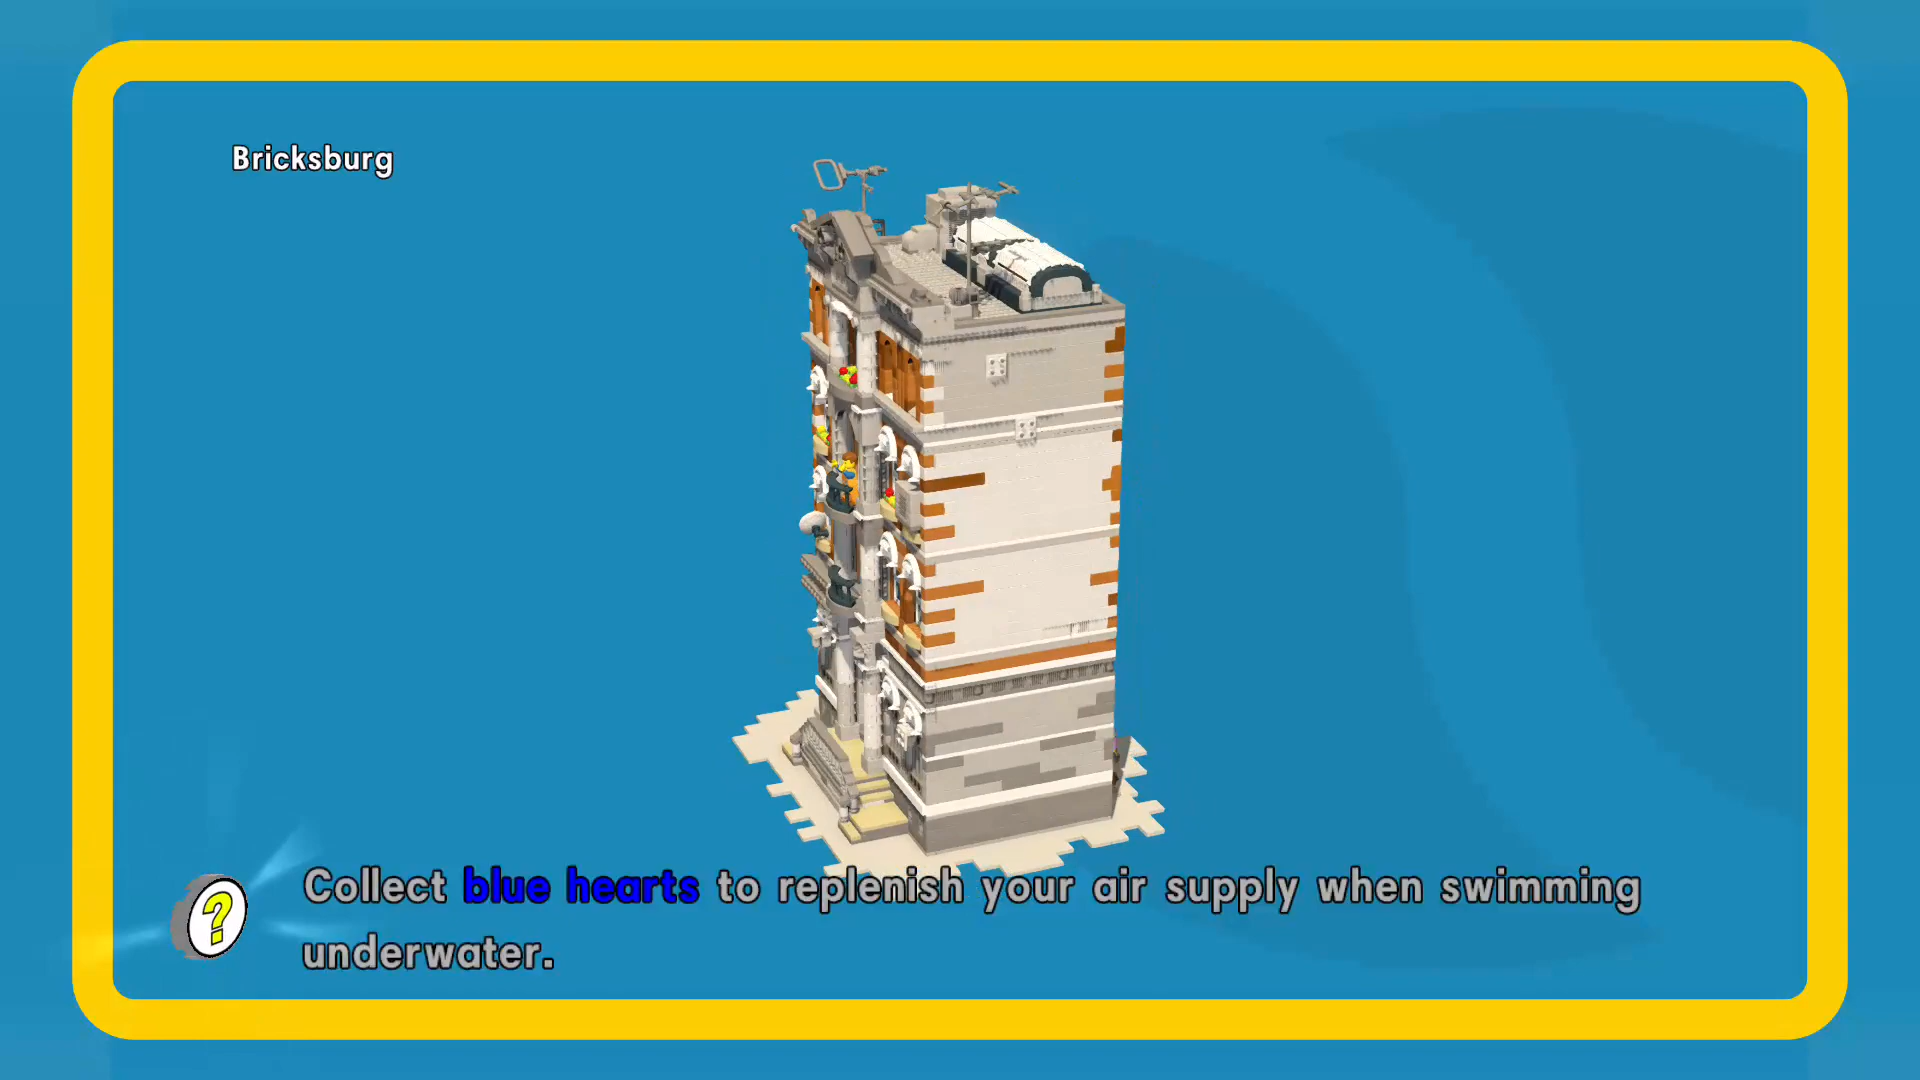 Bricksburg
?
Collect blue hearts to replenish your air supply when swimming
underwater.